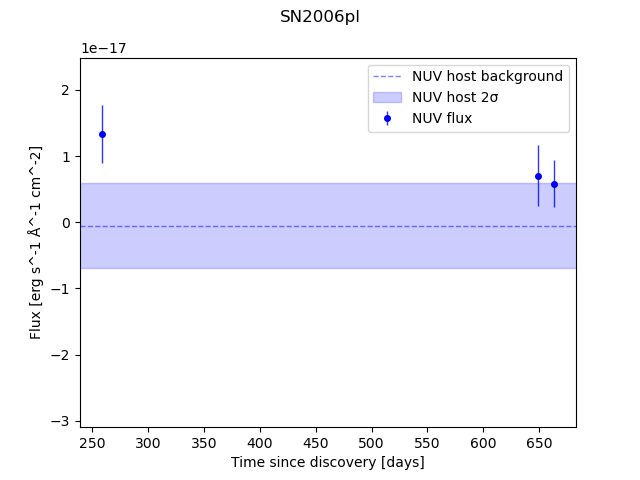 SN2006pl
1e−17
NUV host background
NUV host 2σ
NUV flux
2
1
0
−1
−2
−3
Flux [erg s^-1 Å^-1 cm^-2]
250 300 350 400 450 500 550 600 650
Time since discovery [days]